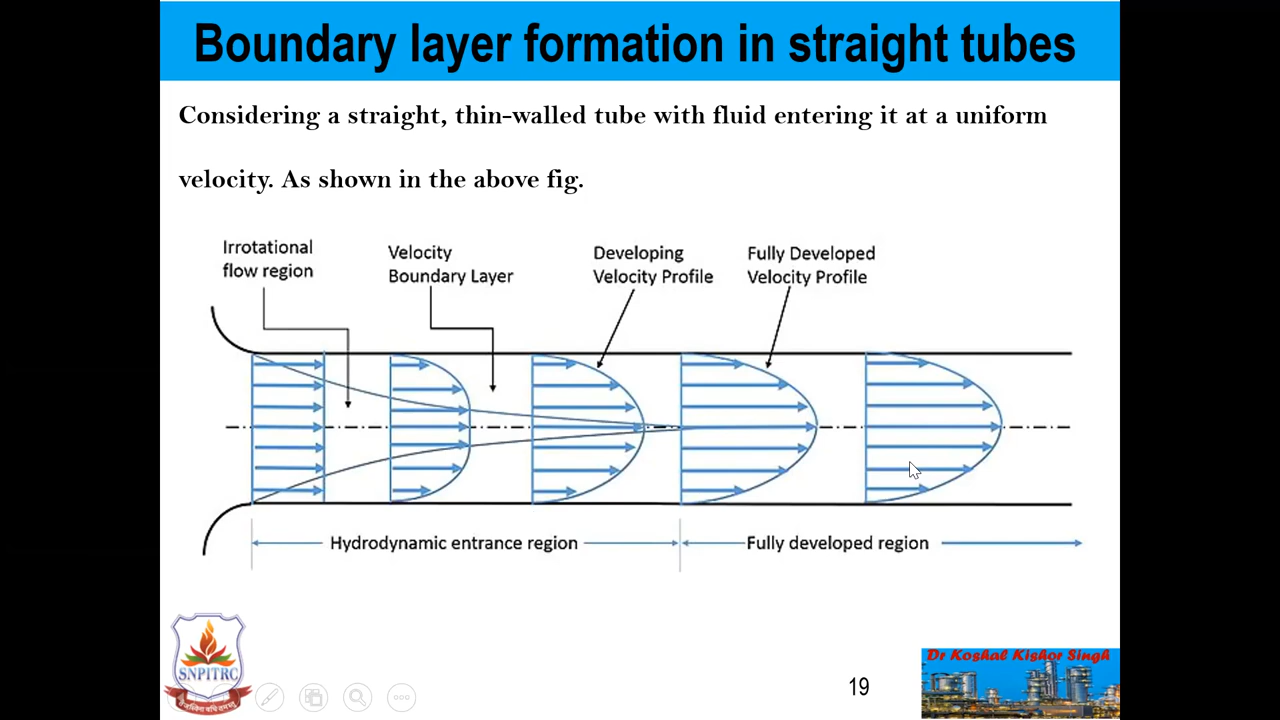 Boundary layer formation in straight tubes
Considering a straight, thin-walled tube with fluid entering it at a uniform
velocity. As shown in the above fig.
Irrotational
flow region
Velocity
Boundary Layer
Developing
Velocity Profile
Fully Developed
Velocity Profile
Hydrodynamic entrance region
Fully developed region
SNPITRC
19
Dr Koshal Kishor Singh